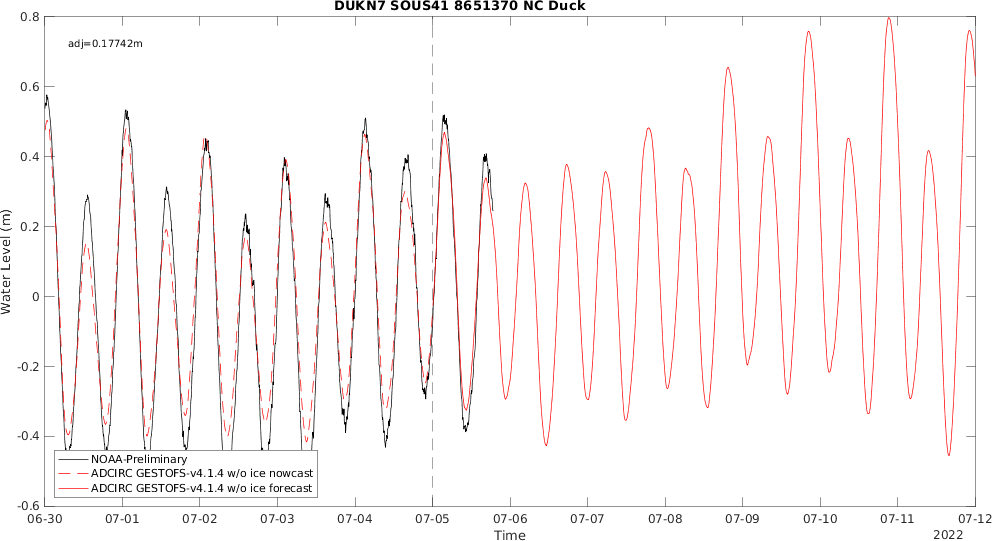 DUKN7 SOUS41 8651370 NC Duck
adj=0.17742m
Water Level (m)
0.8
0.6
0.4
0.2
0
-0.2
-0.4
-0.6
NOAA-Preliminary
ADCIRC GESTOFS-v4.1.4 w/o ice nowcast
ADCIRC GESTOFS-v4.1.4 w/o ice forecast
06-30 07-01 07-02 07-03 07-04 07-05 07-06 07-07 07-08 07-09 07-10 07-11 07-12
Time
2022